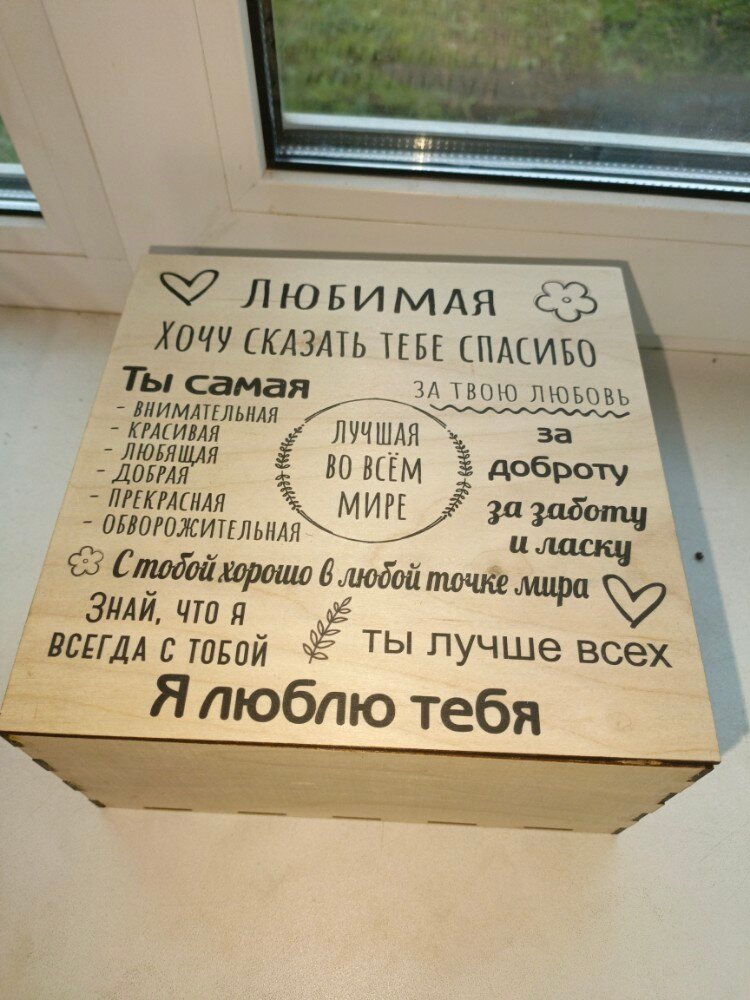 ЛЮБИМАЯ
ХОЧУ СКАЗАТЬ ТЕБЕ СПАСИБО
Ты самая
- ВНИМАТЕЛЬНАЯ
- КРАСИВАЯ
- ЛЮБЯЩАЯ
- ДОБРАЯ
- ПРЕКРАСНАЯ
- ОБВОРОЖИТЕЛЬНАЯ
ЛУЧШАЯ
ВО ВСЁМ
МИРЕ
ЗА ТВОЮ ЛЮБОВЬ
за
доброту
за заботу
и ласку
С тобой хорошо в любой точке мира
ЗНАЙ, ЧТО Я
ВСЕГДА С ТОБОЙ
ты лучше всех
Я люблю тебя